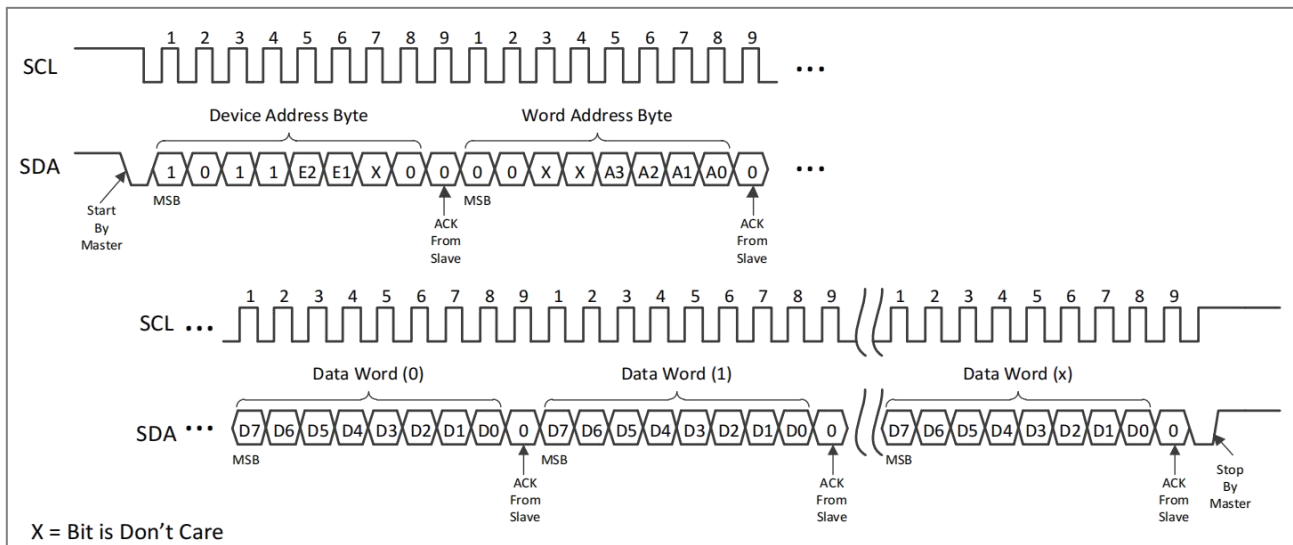 1 2 3 4 5 6 7 8 9 1 2 3 4 5 6 7 8 9
SCL ...
Device Address Byte Word Address Byte
SDA 1 0 1 1 E2 E1 X 0 0 0 0 X X A3 A2 A1 A0 0 ...
MSB MSB
Start
By
Master
ACK
From
Slave
ACK
From
Slave
1 2 3 4 5 6 7 8 9 1 2 3 4 5 6 7 8 9 1 2 3 4 5 6 7 8 9
SCL ...
Data Word (0) Data Word (1) Data Word (x)
SDA ... D7 D6 D5 D4 D3 D2 D1 D0 0 D7 D6 D5 D4 D3 D2 D1 D0 0 D7 D6 D5 D4 D3 D2 D1 D0 0
MSB MSB MSB
ACK
From
Slave
ACK
From
Slave
ACK
From
Slave
Stop
By
Master
X = Bit is Don’t Care